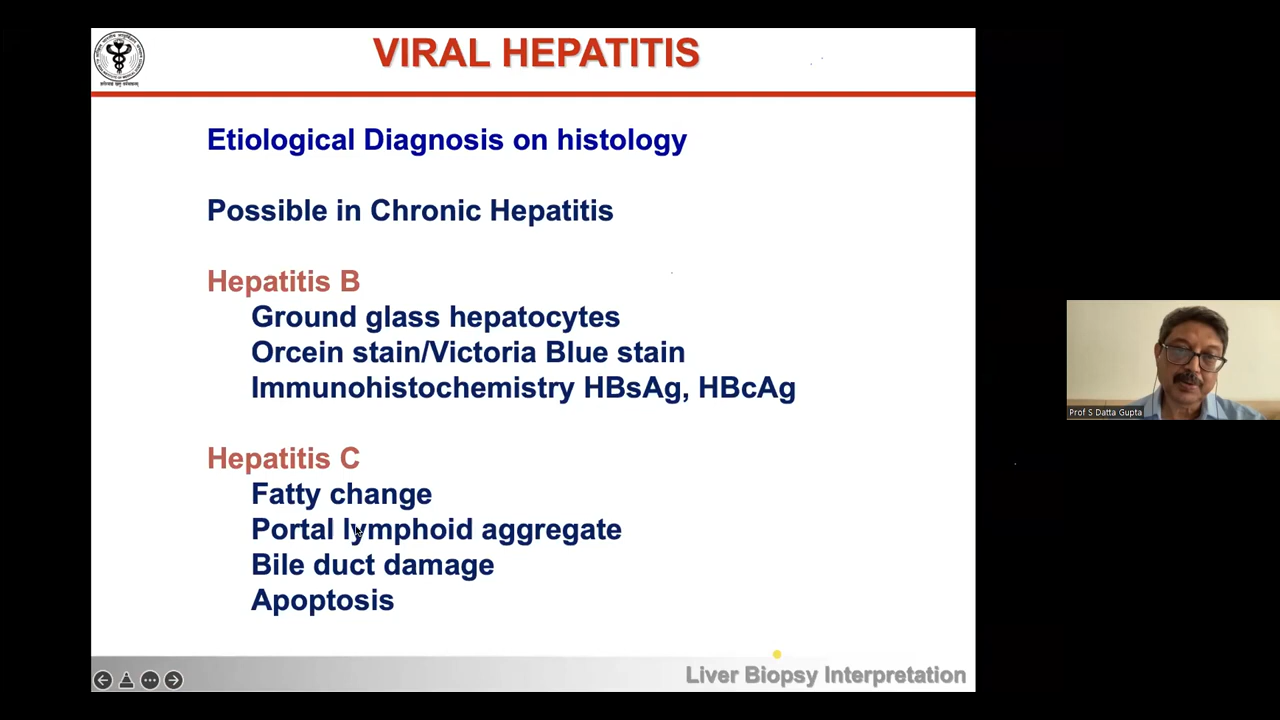 VIRAL HEPATITIS
Etiological Diagnosis on histology
Possible in Chronic Hepatitis
Hepatitis B
Ground glass hepatocytes
Orcein stain/Victoria Blue stain
Immunohistochemistry HBsAg, HBcAg
Hepatitis C
Fatty change
Portal lymphoid aggregate
Bile duct damage
Apoptosis
Liver Biopsy Interpretation
Prof S Datta Gupta